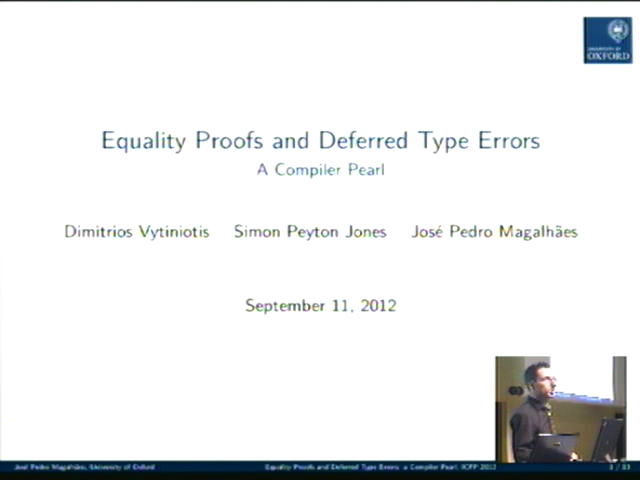 UNIVERSITY OF
OXFORD
Equality Proofs and Deferred Type Errors
A Compiler Pearl
Dimitrios Vytiniotis Simon Peyton Jones José Pedro Magalhães
September 11, 2012
José Pedro Magalhães, University of Oxford Equality Proofs and Deferred Type Errors: a Compiler Pearl, ICFP 2012